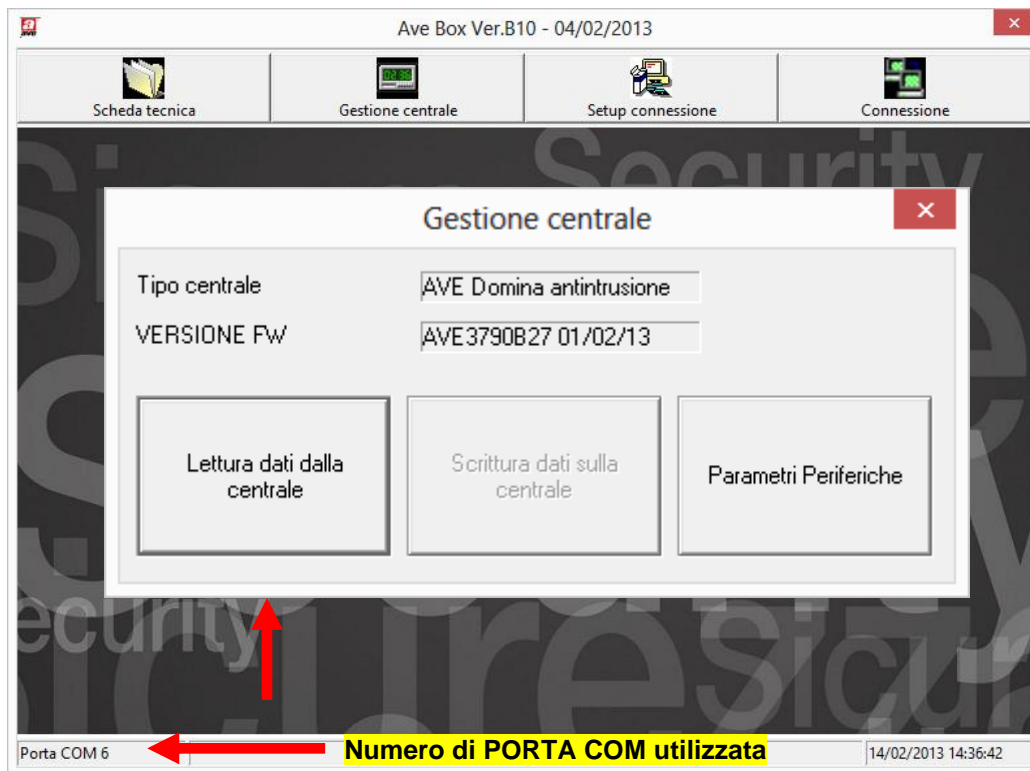 Ave Box Ver.B10 - 04/02/2013
Scheda tecnica
Gestione centrale
Setup connessione
Connessione
Security
Gestione centrale
Tipo centrale
AVE Domina antintrusione
VERSIONE FW
AVE3790B27 01/02/13
Lettura dati dalla
centrale
Scrittura dati sulla
centrale
Parametri Periferiche
ecurity
Porta COM 6
Numero di PORTA COM utilizzata
14/02/2013 14:36:42